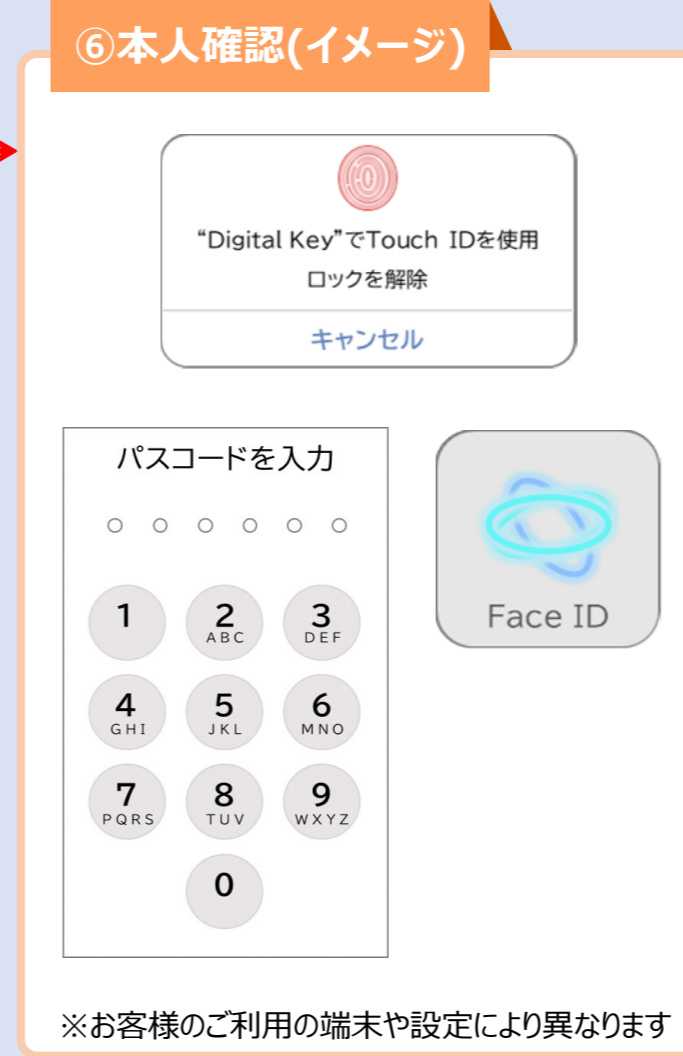 ⑥本人確認(イメージ)
“Digital Key”でTouch IDを使用
ロックを解除
キャンセル
パスコードを入力
1
2
3
ABC
DEF
4
5
6
GHI
JKL
MNO
7
8
9
PQRS
TUV
WXYZ
0
Face ID
※お客様のご利用の端末や設定により異なります